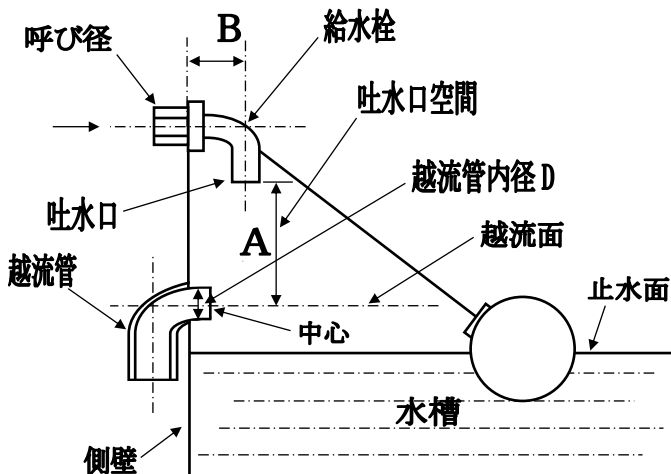 B
給水栓
呼び径
吐水口空間
越流管内径D
吐水口
A
越流面
越流管
止水面
中心
水槽
側壁